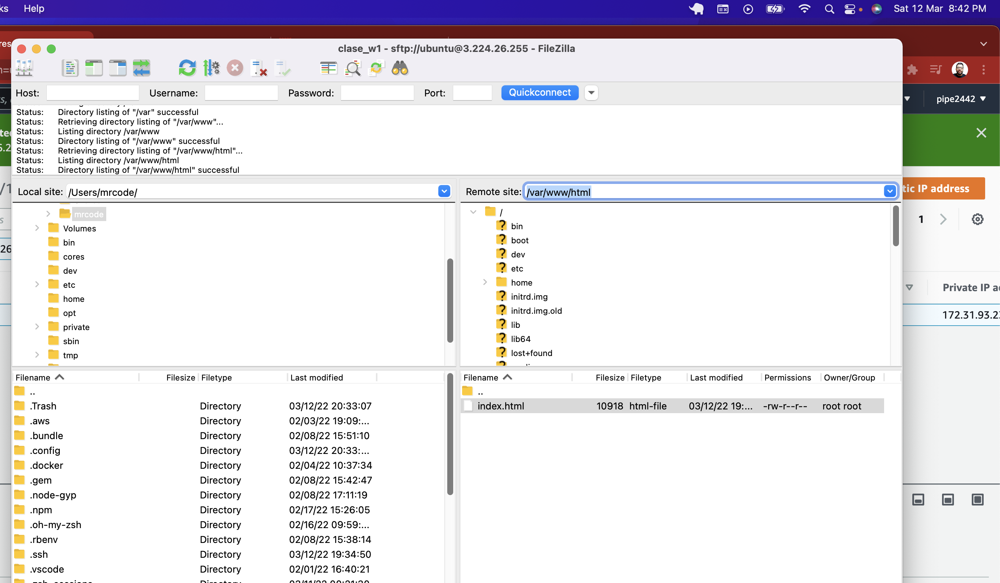 Help
Sat 12 Mar 8:42 PM
clase_w1 - sftp://ubuntu@3.224.26.255 - FileZilla
Host: Username: Password: Port: Quickconnect
pipe2442
Status: Directory listing of "/var" successful
Status: Retrieving directory listing of "/var/www"...
Status: Listing directory /var/www
Status: Directory listing of "/var/www" successful
Status: Retrieving directory listing of "/var/www/html"...
Status: Listing directory /var/www/html
Status: Directory listing of "/var/www/html" successful
Local site: /Users/mrcode/
mrcode
Volumes
bin
cores
dev
etc
home
opt
private
sbin
tmp
Remote site: /var/www/html
/
? bin
? boot
? dev
? etc
home
? initrd.img
? initrd.img.old
? lib
? lib64
? lost+found
IP address
1
Private IP
172.31.93.2
Filename Filesize Filetype Last modified
..
.Trash Directory 03/12/22 20:33:07
.aws Directory 02/03/22 19:09:...
.bundle Directory 02/08/22 15:51:10
.config Directory 03/12/22 20:33:...
.docker Directory 02/04/22 10:37:34
.gem Directory 02/08/22 15:42:47
.node-gyp Directory 02/08/22 17:11:19
.npm Directory 02/17/22 15:26:05
.oh-my-zsh Directory 02/16/22 09:59:...
.rbenv Directory 02/08/22 15:38:14
.ssh Directory 03/12/22 19:34:50
.vscode Directory 02/01/22 16:40:21
Filename Filesize Filetype Last modified Permissions Owner/Group
..
index.html 10918 html-file 03/12/22 19:... -rw-r--r-- root root